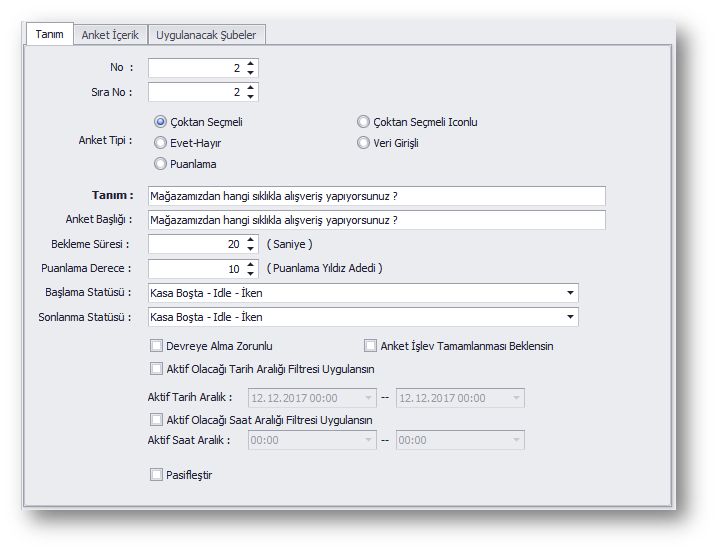 Tanım Anket İçerik Uygulanacak Şubeler
No : 2
Sıra No : 2
Anket Tipi :
Çoktan Seçmeli Çoktan Seçmeli Iconlu
Evet-Hayır Veri Girişli
Puanlama
Tanım : Mağazamızdan hangi sıklıkla alışveriş yapıyorsunuz ?
Anket Başlığı : Mağazamızdan hangi sıklıkla alışveriş yapıyorsunuz ?
Bekleme Süresi : 20 ( Saniye )
Puanlama Derece : 10 ( Puanlama Yıldız Adedi )
Başlama Statüsü : Kasa Boşta - Idle - İken
Sonlanma Statüsü : Kasa Boşta - Idle - İken
Devreye Alma Zorunlu Anket İşlev Tamamlanması Beklensin
Aktif Olacağı Tarih Aralığı Filtresi Uygulansın
Aktif Tarih Aralık : 12.12.2017 00:00 -- 12.12.2017 00:00
Aktif Olacağı Saat Aralığı Filtresi Uygulansın
Aktif Saat Aralık : 00:00 -- 00:00
Pasifleştir